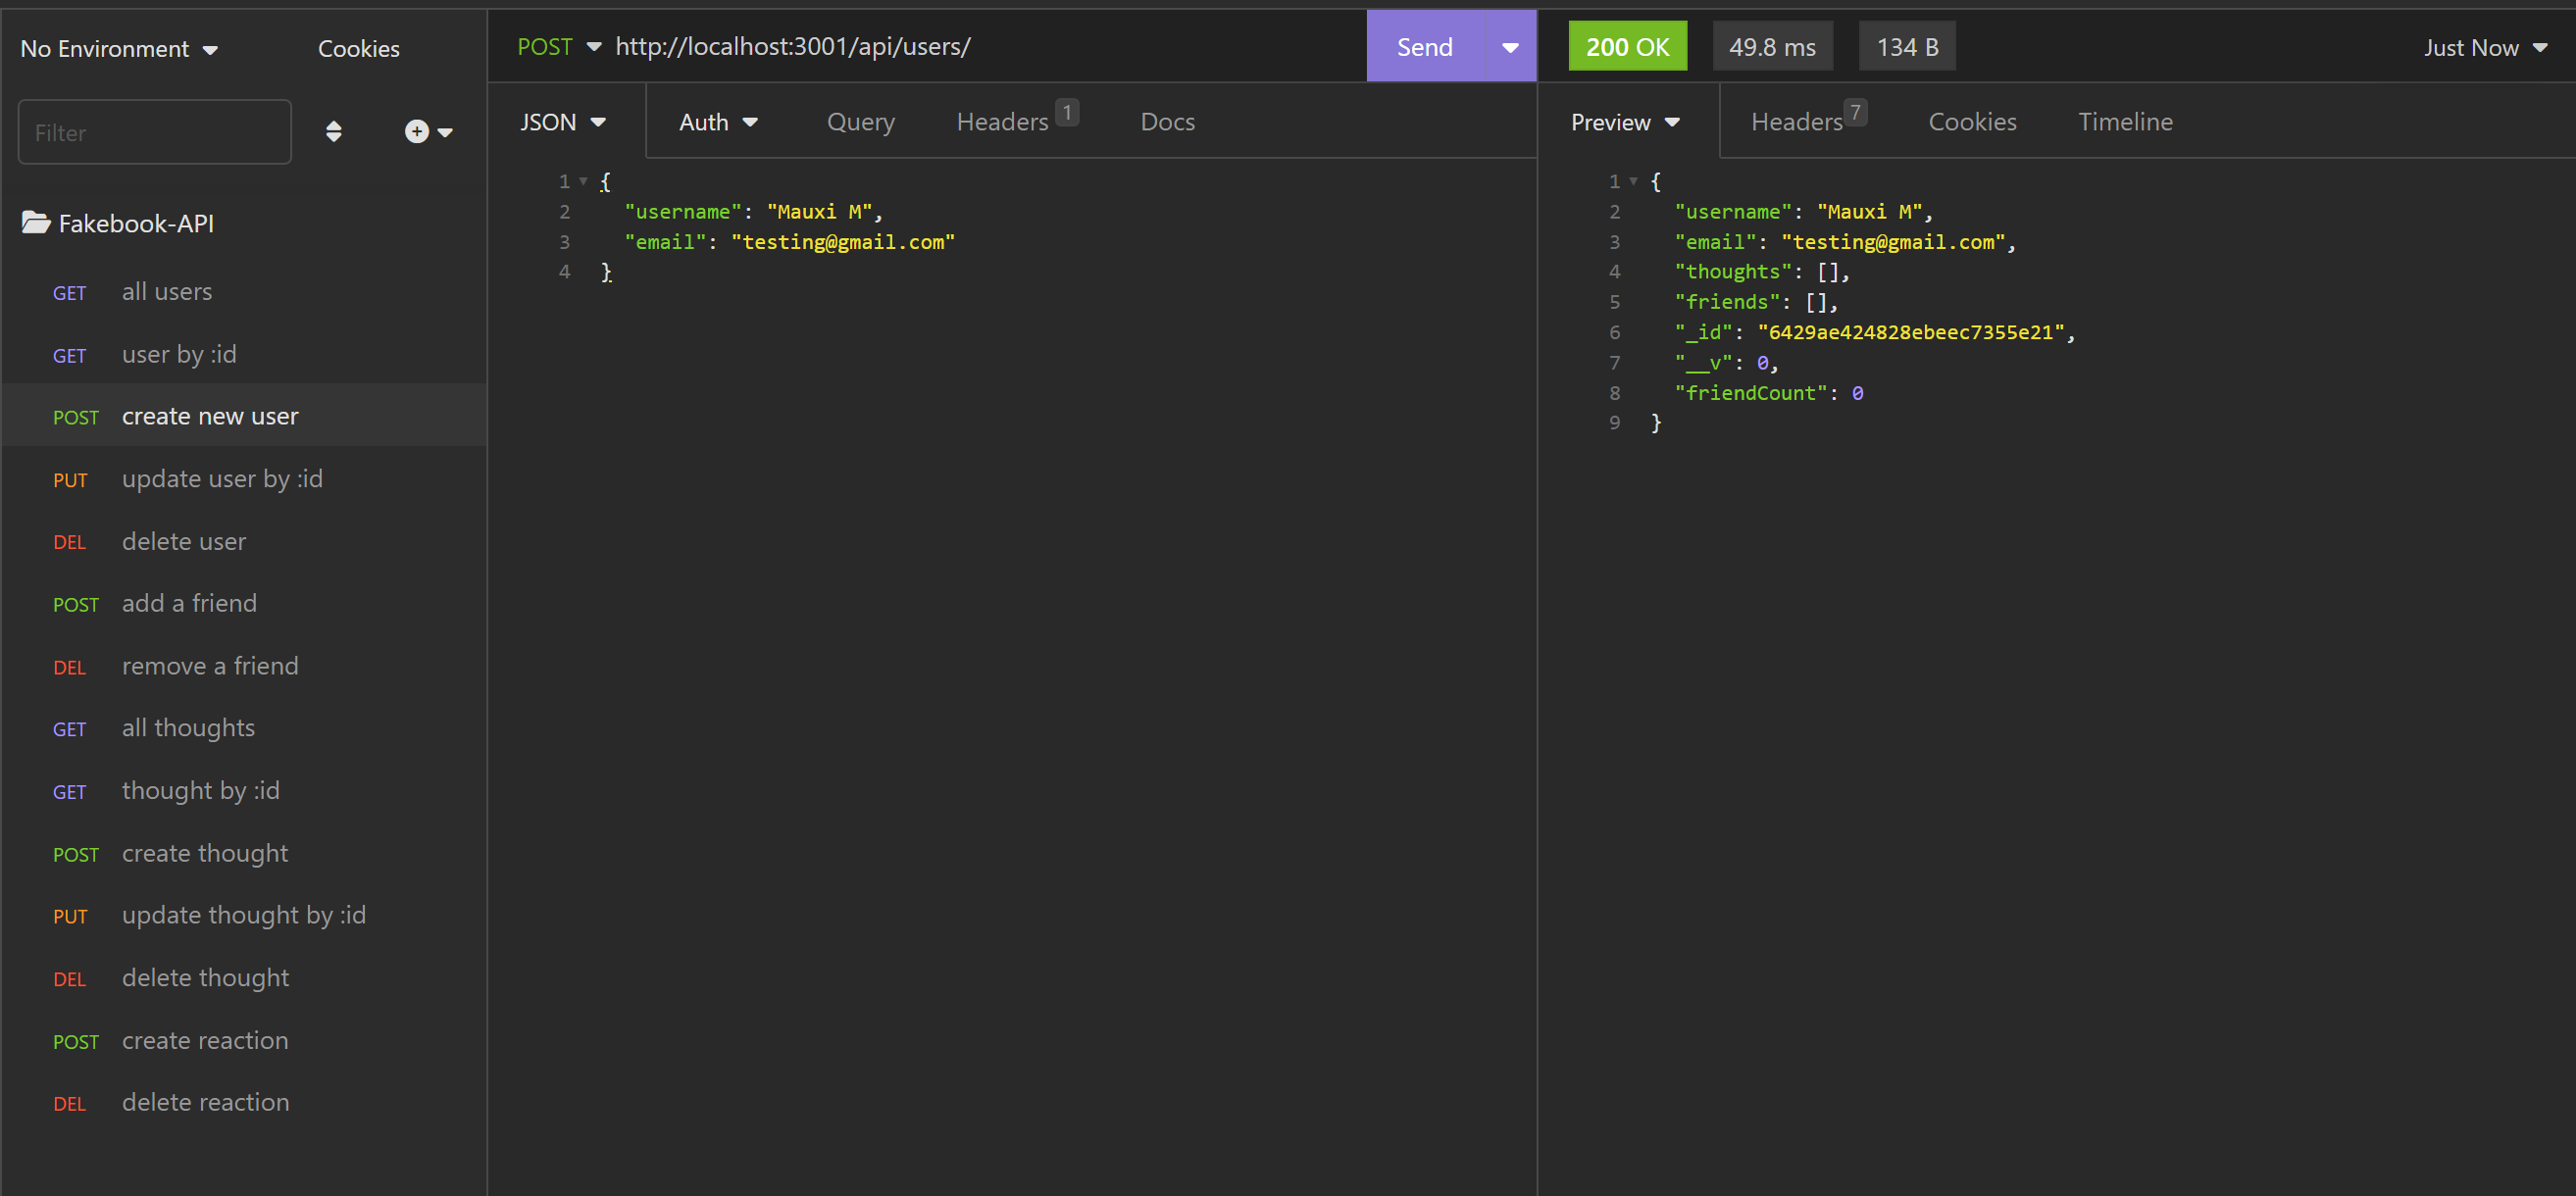 No Environment Cookies
Filter
Fakebook-API
GET all users
GET user by :id
POST create new user
PUT update user by :id
DEL delete user
POST add a friend
DEL remove a friend
GET all thoughts
GET thought by :id
POST create thought
PUT update thought by :id
DEL delete thought
POST create reaction
DEL delete reaction
POST http://localhost:3001/api/users/ Send
JSON Auth Query Headers 1 Docs
1 {
2 "username": "Mauxi M",
3 "email": "testing@gmail.com"
4 }
200 OK 49.8 ms 134 B Just Now
Preview Headers 7 Cookies Timeline
1 {
2 "username": "Mauxi M",
3 "email": "testing@gmail.com",
4 "thoughts": [],
5 "friends": [],
6 "_id": "6429ae424828ebeec7355e21",
7 "__v": 0,
8 "friendCount": 0
9 }